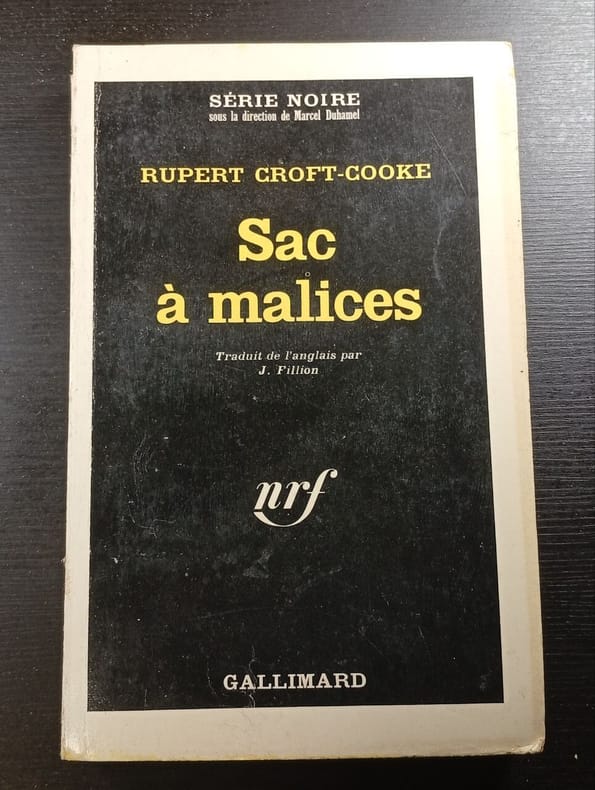 SÉRIE NOIRE
sous la direction de Marcel Duhamel
RUPERT CROFT-COOKE
Sac
à malices
Traduit de l'anglais par
J. Fillion
nrf
GALLIMARD